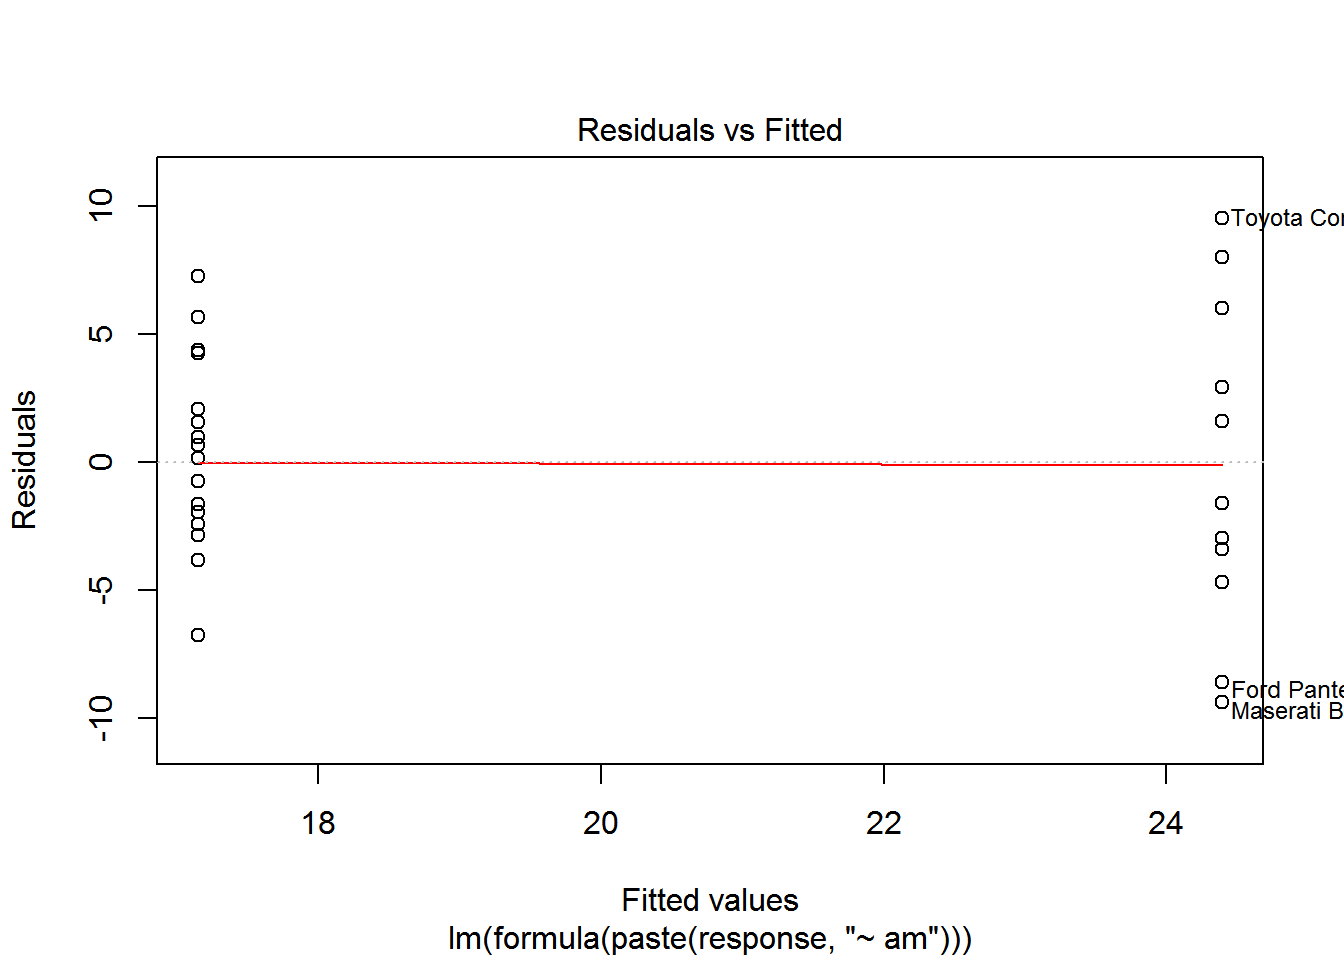 Residuals vs Fitted
Residuals
10
5
0
-5
-10
Toyota Cor
Ford Pante
Maserati B
18 20 22 24
Fitted values
lm(formula(paste(response, "~ am")))